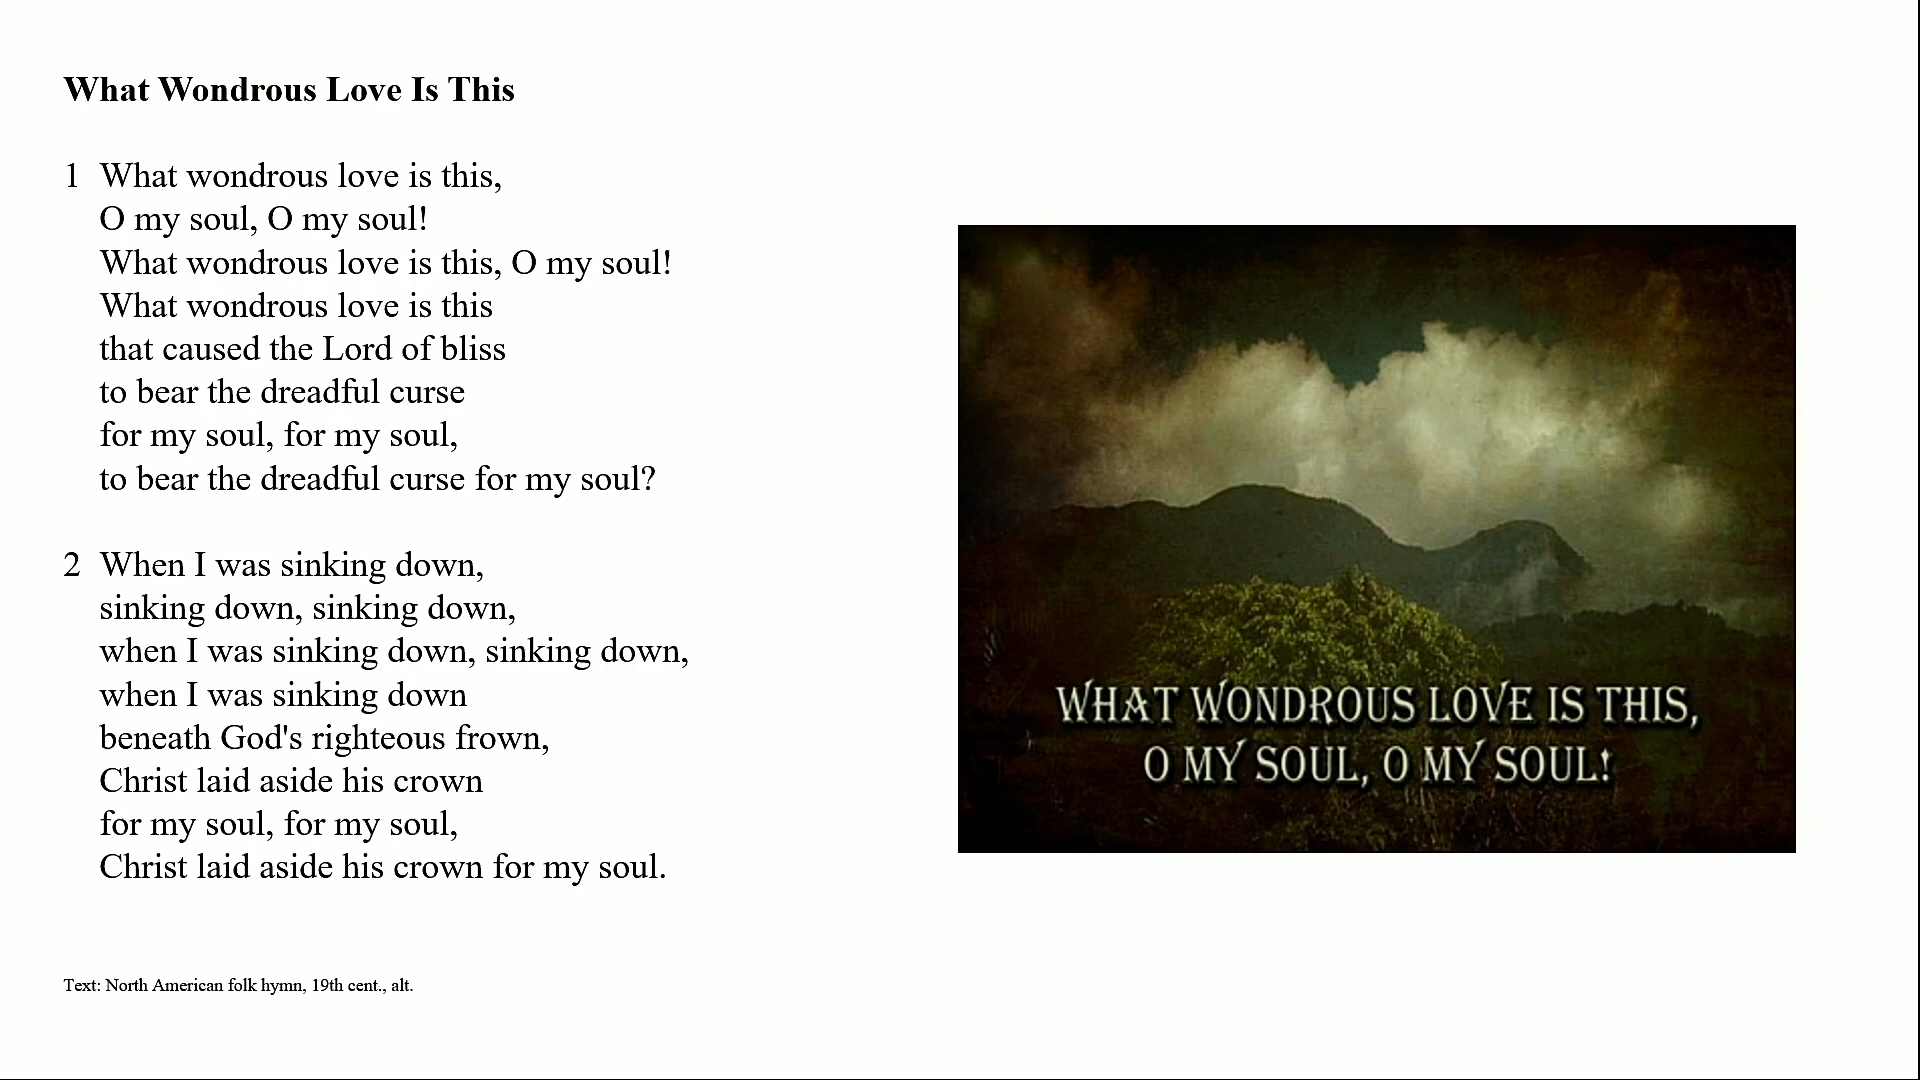 What Wondrous Love Is This
1 What wondrous love is this,
O my soul, O my soul!
What wondrous love is this, O my soul!
What wondrous love is this
that caused the Lord of bliss
to bear the dreadful curse
for my soul, for my soul,
to bear the dreadful curse for my soul?
2 When I was sinking down,
sinking down, sinking down,
when I was sinking down, sinking down,
when I was sinking down
beneath God's righteous frown,
Christ laid aside his crown
for my soul, for my soul,
Christ laid aside his crown for my soul.
Text: North American folk hymn, 19th cent., alt.
WHAT WONDROUS LOVE IS THIS,
O MY SOUL, O MY SOUL!